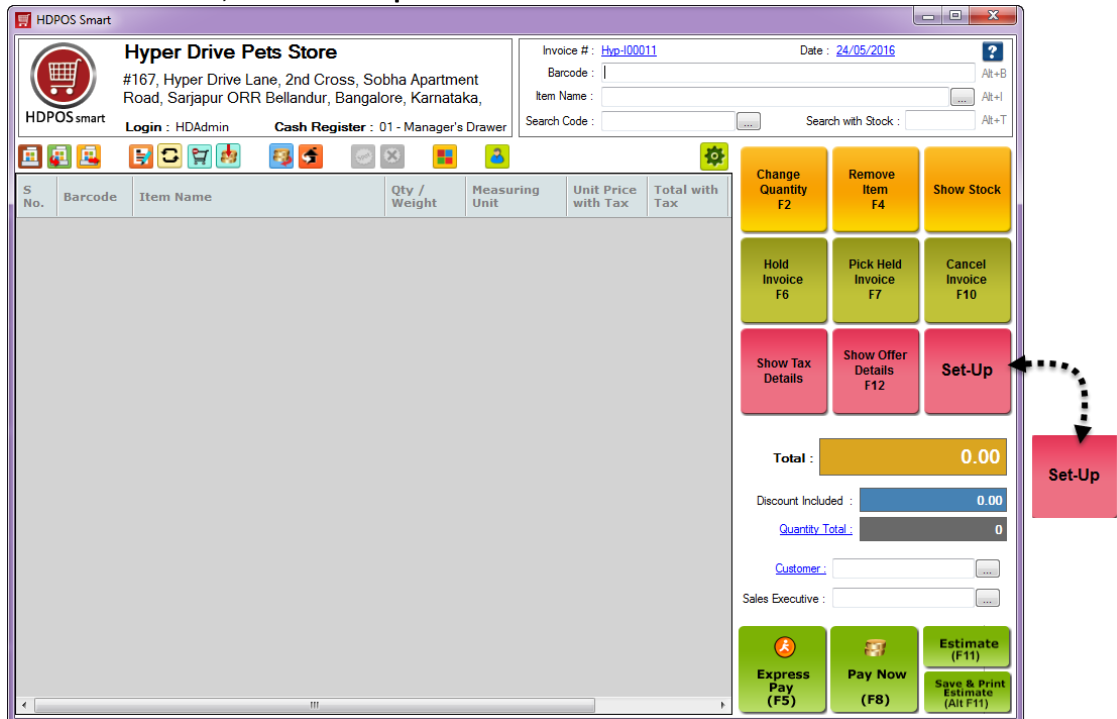 HDPOS Smart
Hyper Drive Pets Store
#167, Hyper Drive Lane, 2nd Cross, Sobha Apartment
Road, Sarjapur ORR Bellandur, Bangalore, Karnataka,
HDPOS smart
Login : HDAdmin Cash Register : 01 - Manager's Drawer
Invoice # : Hyp-I00011 Date : 24/05/2016
Barcode : Alt+B
Item Name : ... Alt+I
Search Code : ... Search with Stock : Alt+T
S No. Barcode Item Name Qty / Weight Measuring Unit Unit Price with Tax Total with Tax
Change
Quantity
F2
Remove
Item
F4
Show Stock
Hold
Invoice
F6
Pick Held
Invoice
F7
Cancel
Invoice
F10
Show Tax
Details
Show Offer
Details
F12
Set-Up
Set-Up
Total : 0.00
Discount Included : 0.00
Quantity Total : 0
Customer : ...
Sales Executive : ...
Express
Pay
(F5)
Pay Now
(F8)
Estimate
(F11)
Save & Print
Estimate
(Alt F11)